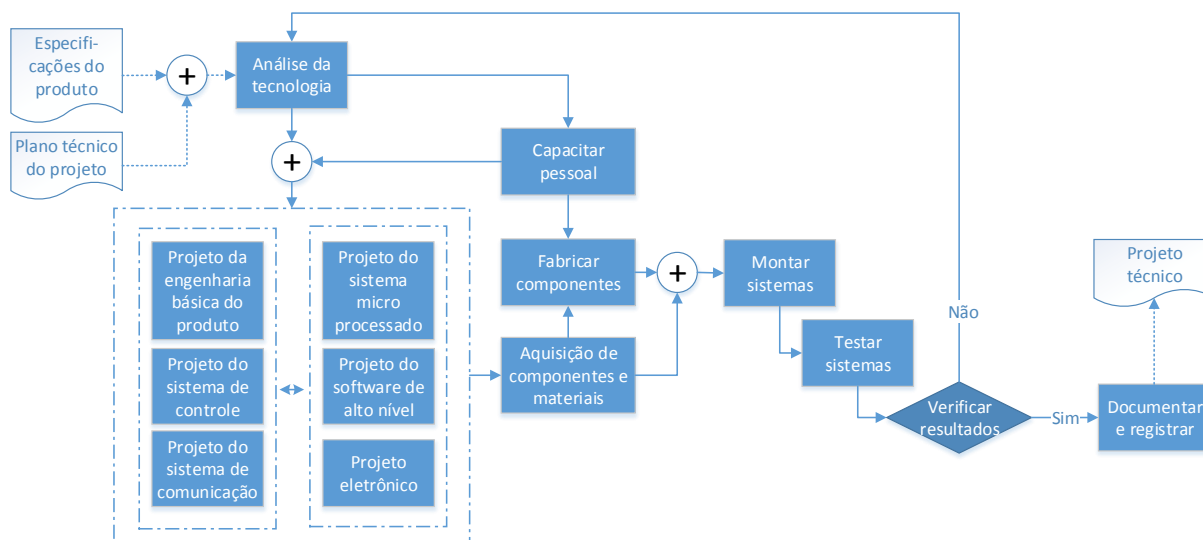 Especifi-
cações do
produto
+
Análise da
tecnologia
Plano técnico
do projeto
+
Capacitar
pessoal
Projeto da
engenharia
básica do
produto
Projeto do
sistema
micro
processado
Fabricar
componentes
+
Montar
sistemas
Projeto
técnico
Não
Projeto do
sistema de
controle
Projeto do
software de
alto nível
Aquisição de
componentes e
materiais
Testar
sistemas
Verificar
resultados
Sim
Documentar
e registrar
Projeto do
sistema de
comunicação
Projeto
eletrônico